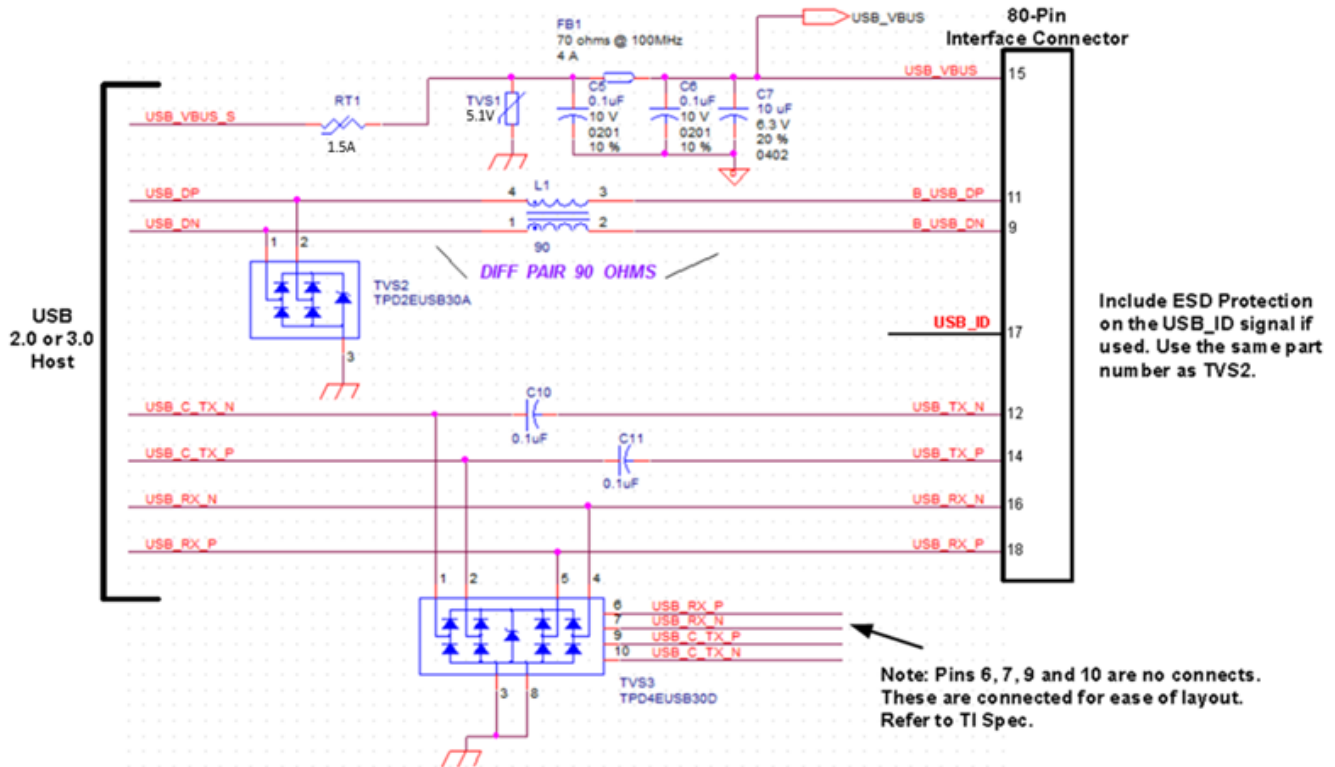 80-Pin
Interface Connector
USB_VBUS
FB1
70 ohms @ 100MHz
4 A
USB_VBUS
15
RT1
USB_VBUS_S
1.5A
TVS1
5.1V
C5
0.1uF
10 V
0201
10 %
C6
0.1uF
10 V
0201
10 %
C7
10 uF
6.3 V
20 %
0402
USB_DP
4
L1
3
B_USB_DP
11
USB_DN
1
2
B_USB_DN
9
90
1
2
DIFF PAIR 90 OHMS
TVS2
TPD2EUSB30A
3
USB
2.0 or 3.0
Host
USB_ID
17
Include ESD Protection
on the USB_ID signal if
used. Use the same part
number as TVS2.
USB_C_TX_N
C10
0.1uF
USB_TX_N
12
USB_C_TX_P
C11
0.1uF
USB_TX_P
14
USB_RX_N
USB_RX_N
16
USB_RX_P
USB_RX_P
18
1
2
5
4
6
USB_RX_P
7
USB_RX_N
9
USB_C_TX_P
10
USB_C_TX_N
3
8
TVS3
TPD4EUSB30D
Note: Pins 6, 7, 9 and 10 are no connects.
These are connected for ease of layout.
Refer to TI Spec.